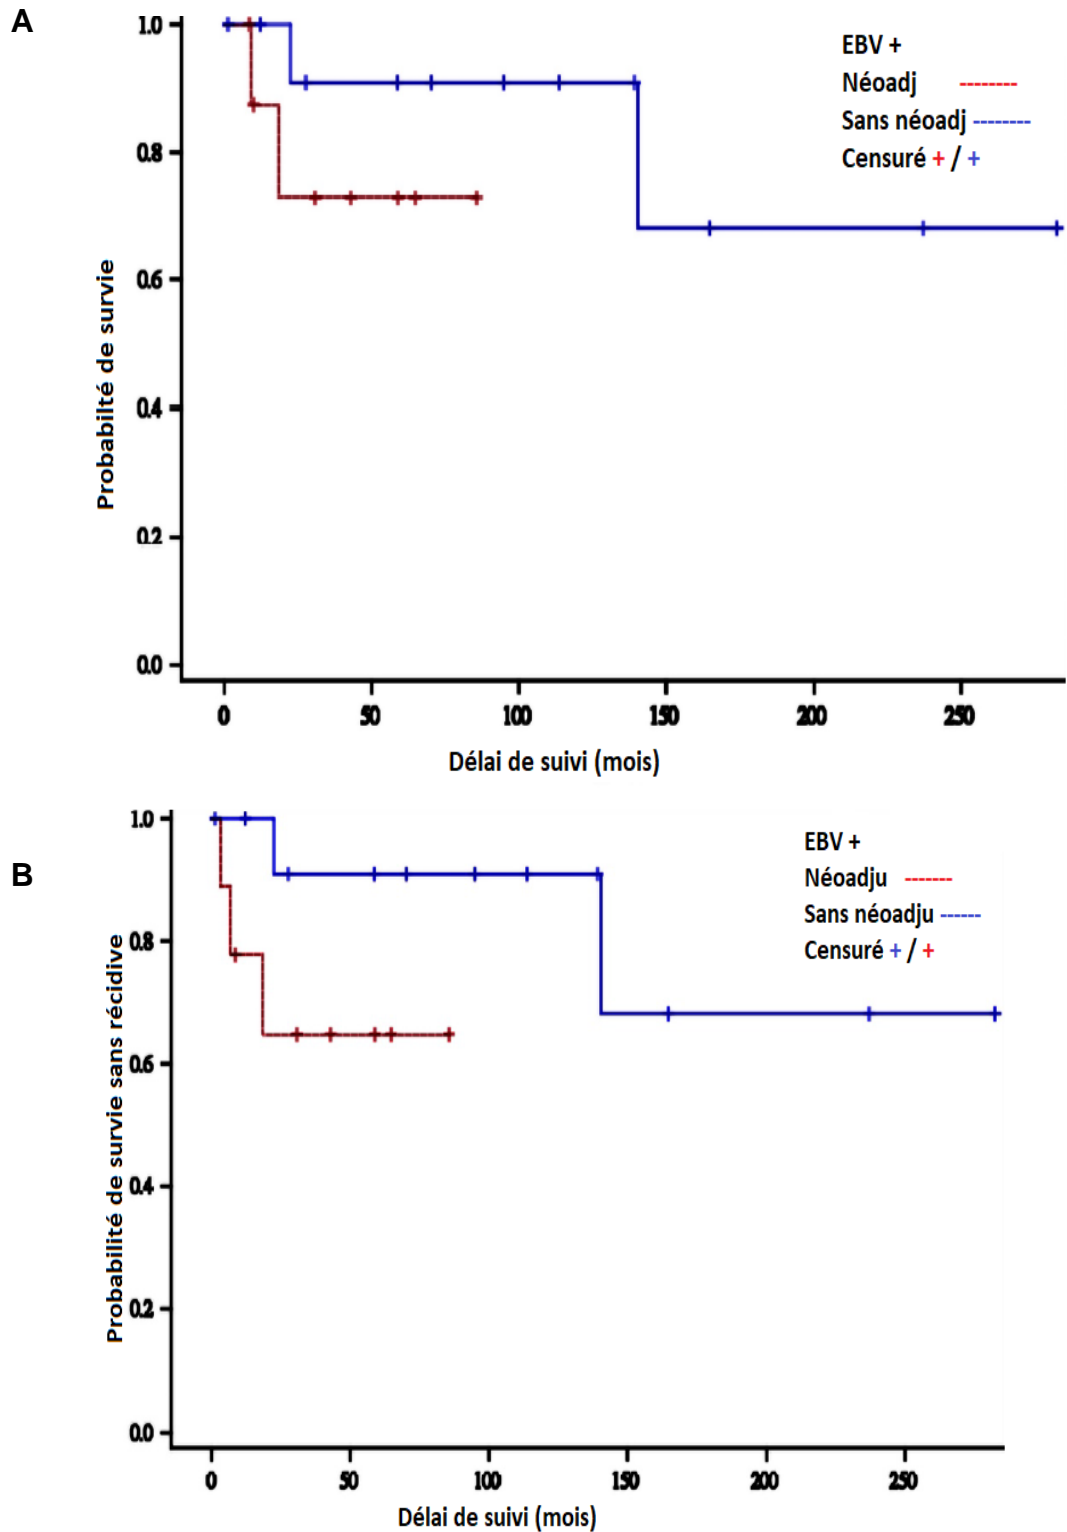 A
1.0
0.8
0.6
0.4
0.2
0.0
Probabilté de survie
EBV +
Néoadj --------
Sans néoadj --------
Censuré + / +
0 50 100 150 200 250
Délai de suivi (mois)
B
1.0
0.8
0.6
0.4
0.2
0.0
Probabilité de survie sans récidive
EBV +
Néoadju -------
Sans néoadju ------
Censuré + / +
0 50 100 150 200 250
Délai de suivi (mois)